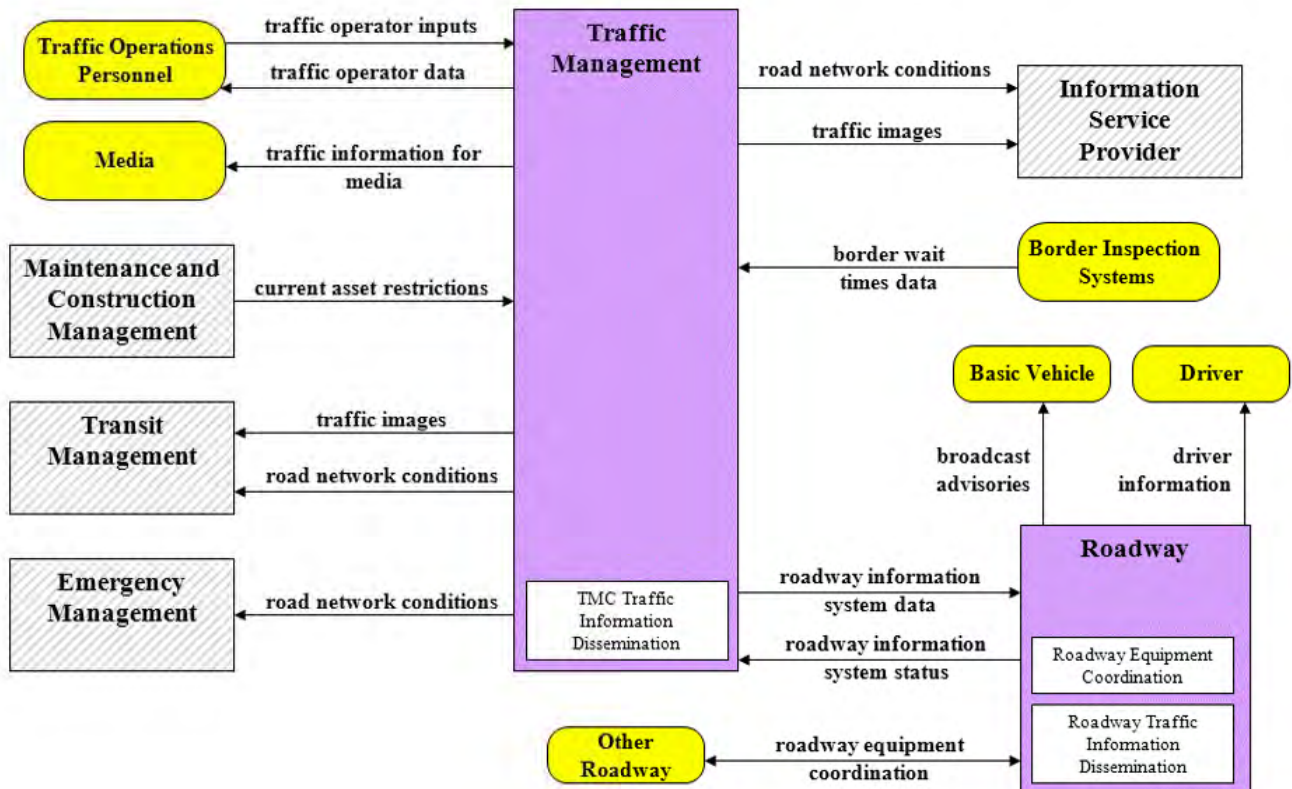 Traffic Operations
Personnel
traffic operator inputs
traffic operator data
Traffic
Management
road network conditions
traffic images
Information
Service
Provider
Media
traffic information for
media
Maintenance and
Construction
Management
current asset restrictions
border wait
times data
Border Inspection
Systems
Basic Vehicle
Driver
Transit
Management
traffic images
road network conditions
broadcast
advisories
driver
information
Emergency
Management
road network conditions
TMC Traffic
Information
Dissemination
roadway information
system data
roadway information
system status
Roadway
Roadway Equipment
Coordination
Roadway Traffic
Information
Dissemination
Other
Roadway
roadway equipment
coordination